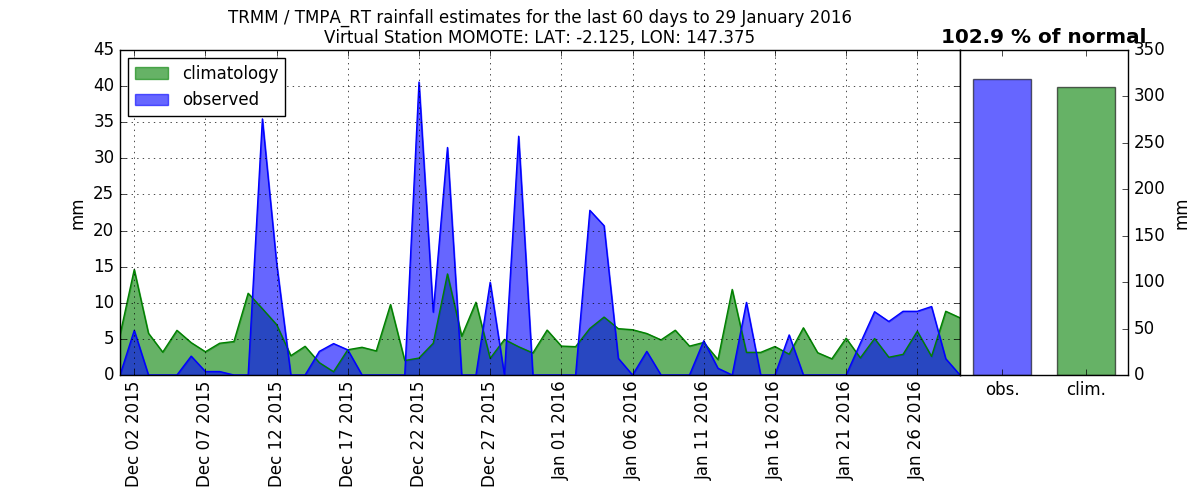 TRMM / TMPA_RT rainfall estimates for the last 60 days to 29 January 2016
Virtual Station MOMOTE: LAT: -2.125, LON: 147.375
102.9 % of normal
climatology
observed
45
40
35
30
25
20
15
10
5
0
mm
Dec 02 2015
Dec 07 2015
Dec 12 2015
Dec 17 2015
Dec 22 2015
Dec 27 2015
Jan 01 2016
Jan 06 2016
Jan 11 2016
Jan 16 2016
Jan 21 2016
Jan 26 2016
obs.
clim.
350
300
250
200
150
100
50
0
mm